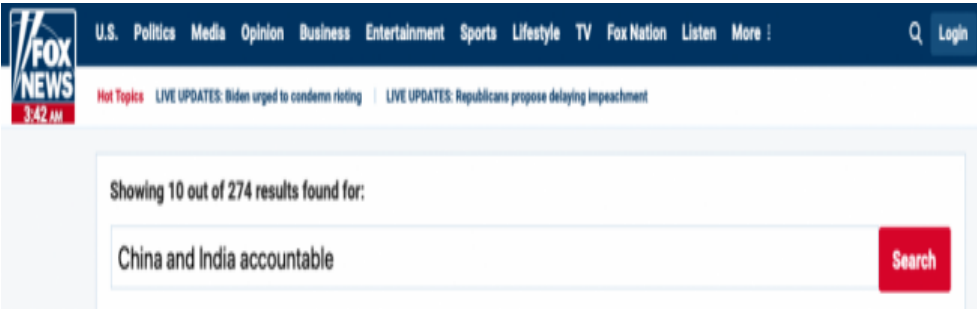 FOX
NEWS
3:42 AM
U.S. Politics Media Opinion Business Entertainment Sports Lifestyle TV Fox Nation Listen More Login
Hot Topics LIVE UPDATES: Biden urged to condemn rioting LIVE UPDATES: Republicans propose delaying impeachment
Showing 10 out of 274 results found for:
China and India accountable
Search